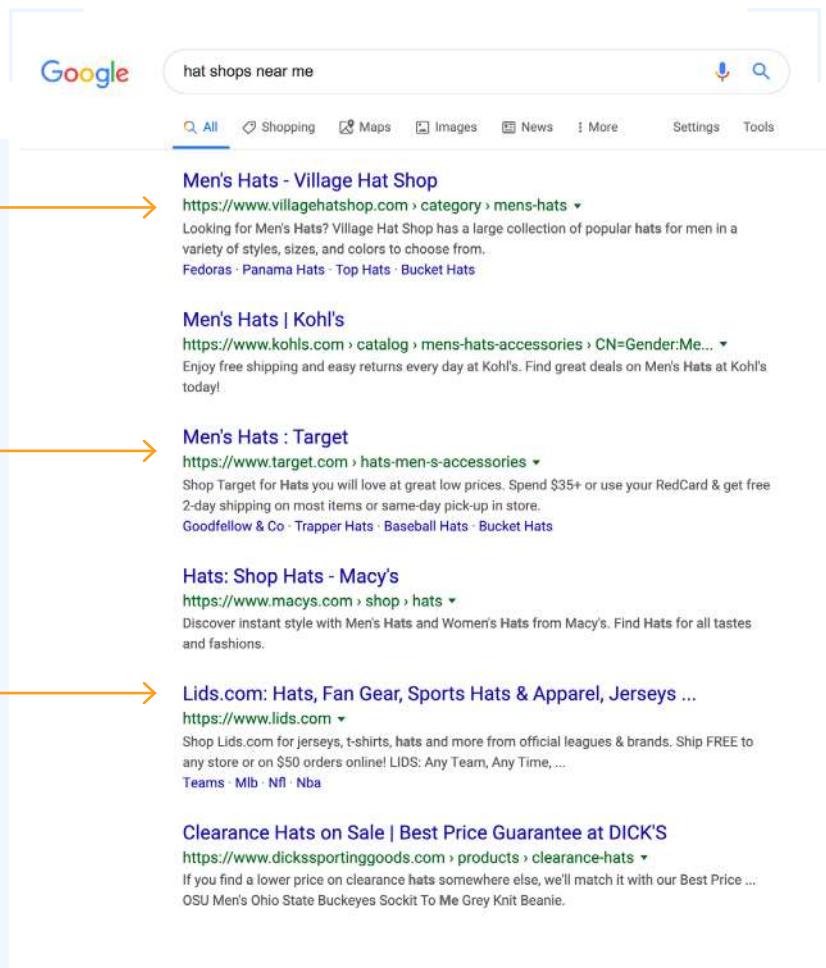 Google
hat shops near me
All Shopping Maps Images News More Settings Tools
Men's Hats - Village Hat Shop
https://www.villagehatshop.com › category › mens-hats
Looking for Men's Hats? Village Hat Shop has a large collection of popular hats for men in a
variety of styles, sizes, and colors to choose from.
Fedoras · Panama Hats · Top Hats · Bucket Hats
Men's Hats | Kohl's
https://www.kohls.com › catalog › mens-hats-accessories › CN=Gender:Me...
Enjoy free shipping and easy returns every day at Kohl's. Find great deals on Men's Hats at Kohl's
today!
Men's Hats : Target
https://www.target.com › hats-men-s-accessories
Shop Target for Hats you will love at great low prices. Spend $35+ or use your RedCard & get free
2-day shipping on most items or same-day pick-up in store.
Goodfellow & Co · Trapper Hats · Baseball Hats · Bucket Hats
Hats: Shop Hats - Macy's
https://www.macys.com › shop › hats
Discover instant style with Men's Hats and Women's Hats from Macy's. Find Hats for all tastes
and fashions.
Lids.com: Hats, Fan Gear, Sports Hats & Apparel, Jerseys ...
https://www.lids.com
Shop Lids.com for jerseys, t-shirts, hats and more from official leagues & brands. Ship FREE to
any store or on $50 orders online! LIDS: Any Team, Any Time, ...
Teams · Mlb · Nfl · Nba
Clearance Hats on Sale | Best Price Guarantee at DICK'S
https://www.dickssportinggoods.com › products › clearance-hats
If you find a lower price on clearance hats somewhere else, we'll match it with our Best Price ...
OSU Men's Ohio State Buckeyes Sockit To Me Grey Knit Beanie.